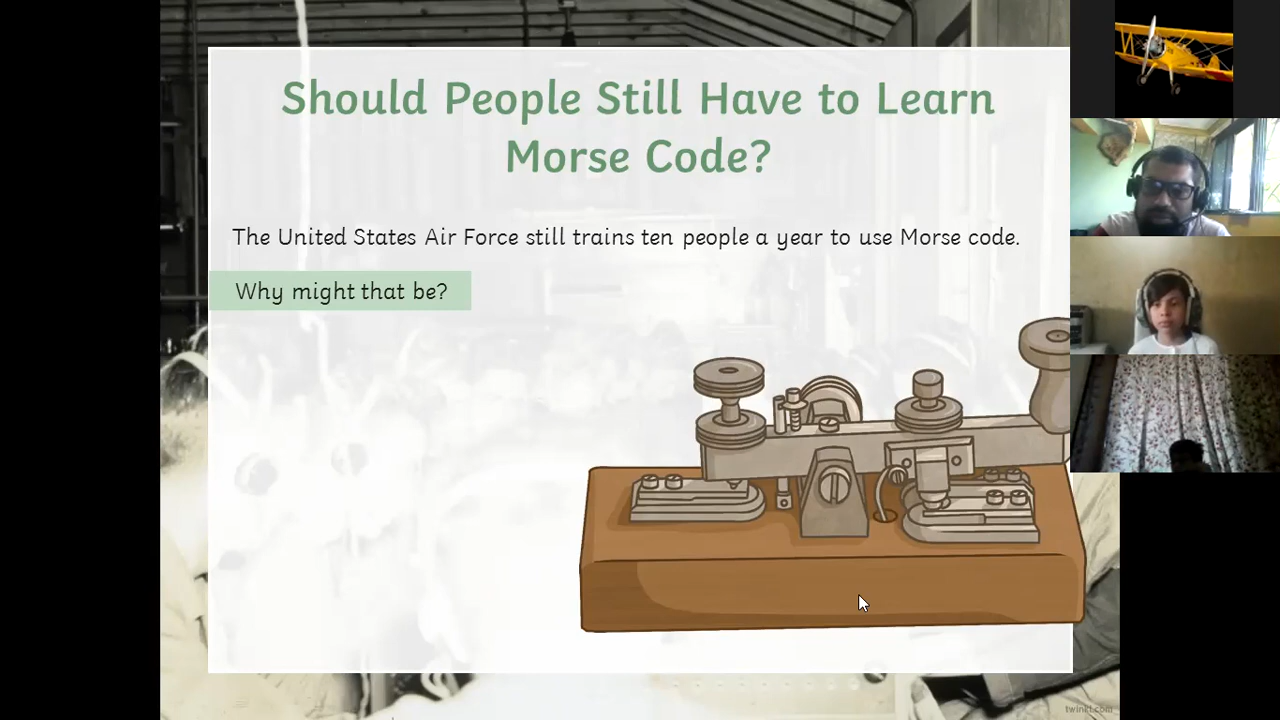 Should People Still Have to Learn
Morse Code?
The United States Air Force still trains ten people a year to use Morse code.
Why might that be?
twinkl.com